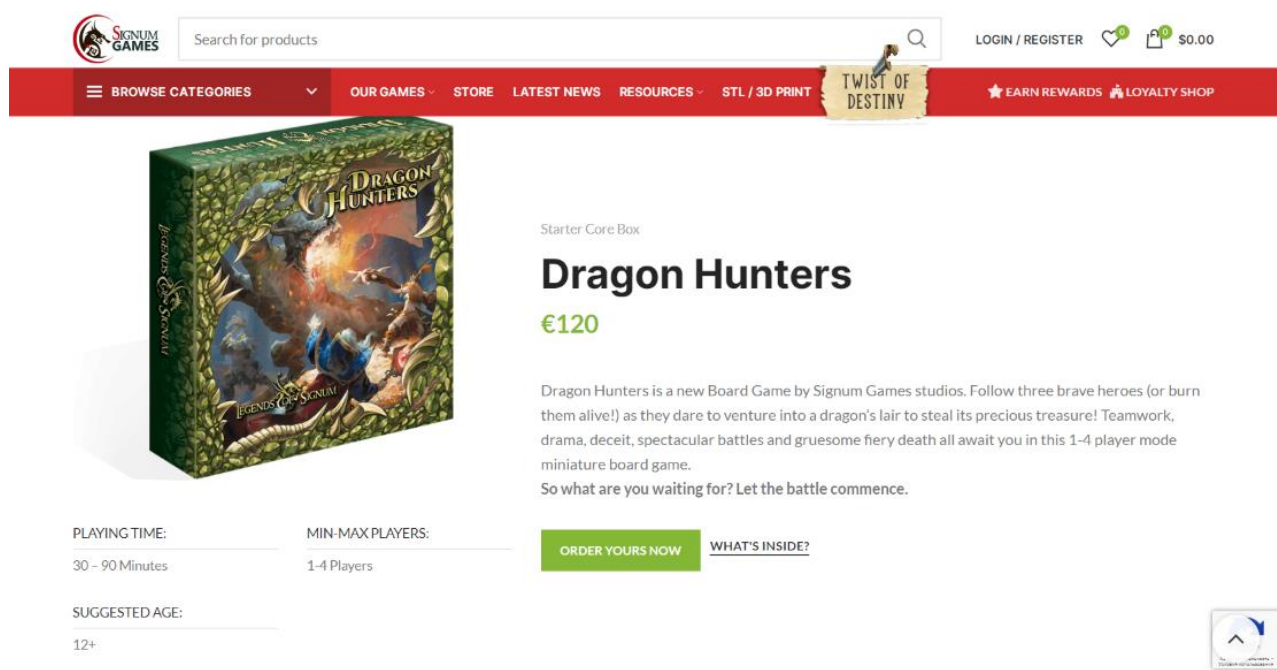 SIGNUM
GAMES
Search for products
LOGIN / REGISTER
0
0
$0.00
BROWSE CATEGORIES
OUR GAMES
STORE
LATEST NEWS
RESOURCES
STL / 3D PRINT
TWIST OF
DESTINY
EARN REWARDS
LOYALTY SHOP
DRAGON
HUNTERS
DRAGON
HUNTERS
LEGENDS OF SIGNUM
LEGENDS OF SIGNUM
Starter Core Box
Dragon Hunters
€120
Dragon Hunters is a new Board Game by Signum Games studios. Follow three brave heroes (or burn
them alive!) as they dare to venture into a dragon's lair to steal its precious treasure! Teamwork,
drama, deceit, spectacular battles and gruesome fiery death all await you in this 1-4 player mode
miniature board game.
So what are you waiting for? Let the battle commence.
ORDER YOURS NOW
WHAT'S INSIDE?
PLAYING TIME:
30 – 90 Minutes
MIN-MAX PLAYERS:
1-4 Players
SUGGESTED AGE:
12+